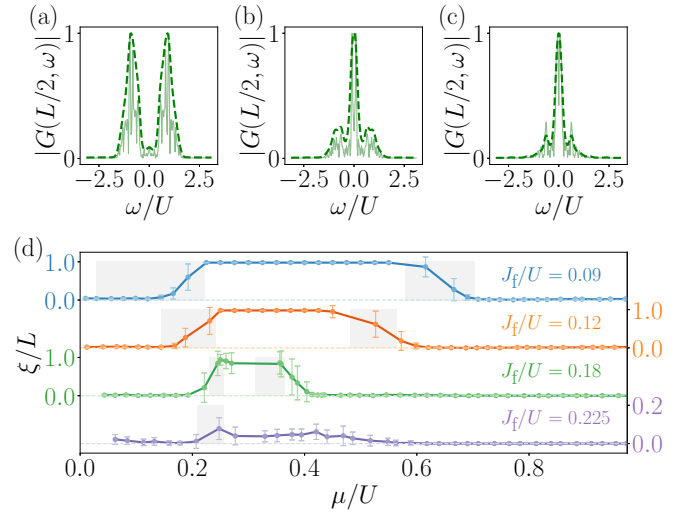 (a) (b) (c)
|G(L/2, ω)| |G(L/2, ω)| |G(L/2, ω)|
1 1 1
0 0 0
−2.5 0.0 2.5 −2.5 0.0 2.5 −2.5 0.0 2.5
ω/U ω/U ω/U
(d)
1.0 J_f/U = 0.09
0.0 1.0
J_f/U = 0.12
0.0
ξ/L
1.0 J_f/U = 0.18
0.0 0.2
J_f/U = 0.225
0.0
0.0 0.2 0.4 0.6 0.8
μ/U